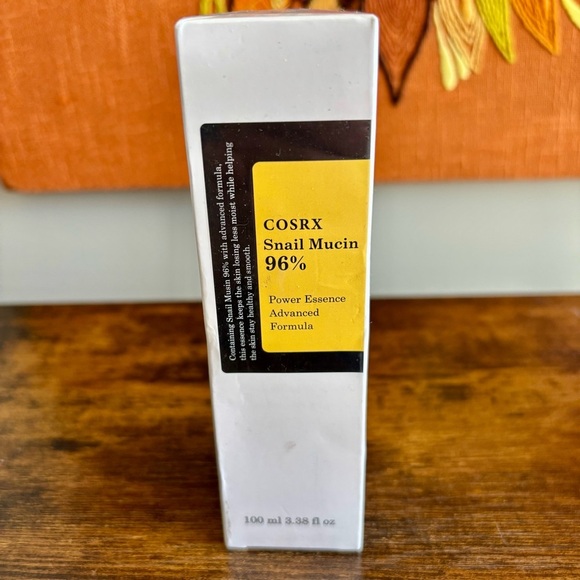 Containing Snail Musin 96% with advanced formula,
this essence keeps the skin losing less moist while helping
the skin stay healthy and smooth.
COSRX
Snail Mucin
96%
Power Essence
Advanced
Formula
100 ml 3.38 fl oz